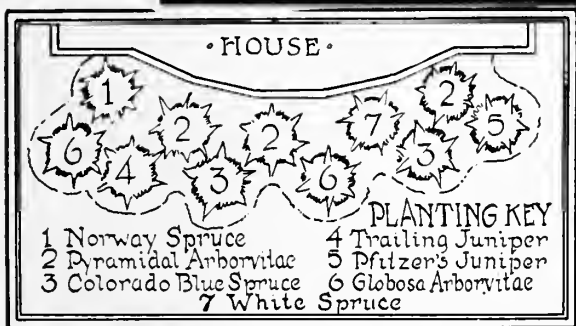 · HOUSE ·
1 2 2 2 7 2 5
6 4 3 6 3
PLANTING KEY
1 Norway Spruce 4 Trailing Juniper
2 Pyramidal Arborvitae 5 Pfitzer's Juniper
3 Colorado Blue Spruce 6 Globosa Arborvitae
7 White Spruce